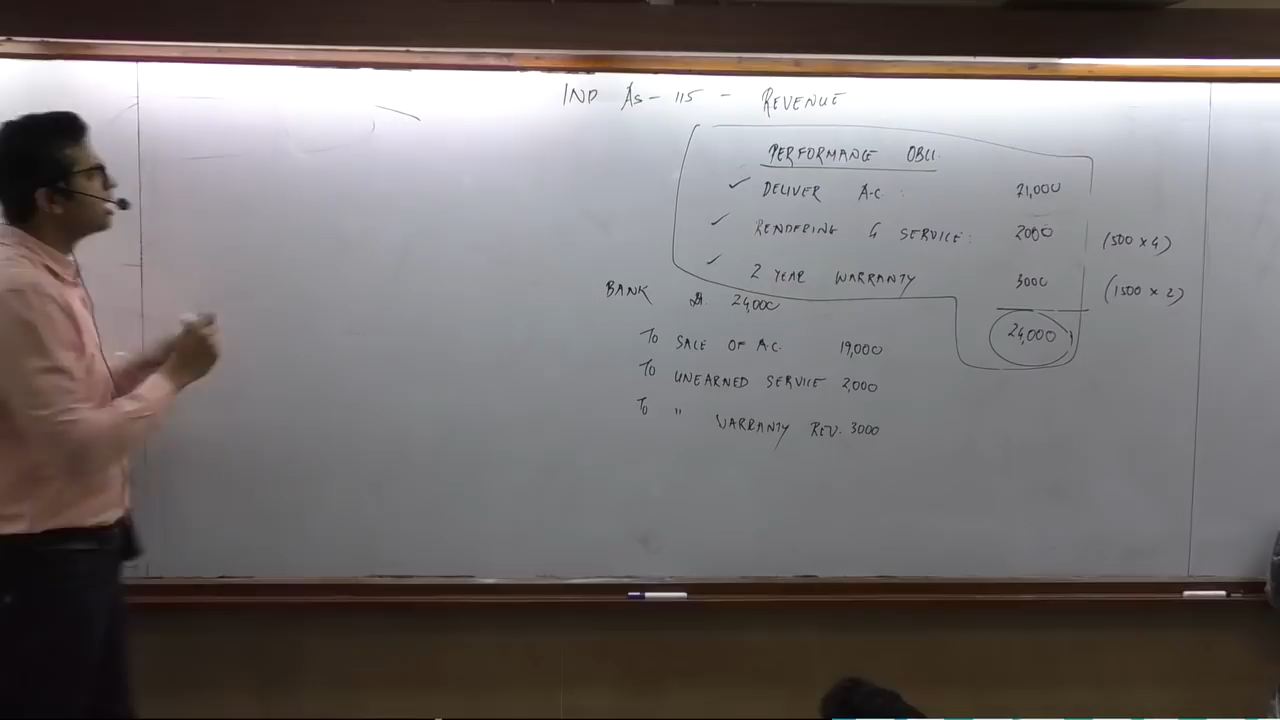 IND AS - 115 - REVENUE
PERFORMANCE OBLI.
✓ DELIVER A.C. : 21,000
✓ RENDERING 4 SERVICE : 2000 (500 x 4)
✓ 2 YEAR WARRANTY 3000 (1500 x 2)
24,000
BANK Dr. 24,000
To SALE OF A.C. 19,000
To UNEARNED SERVICE 2,000
To " WARRANTY REV. 3000